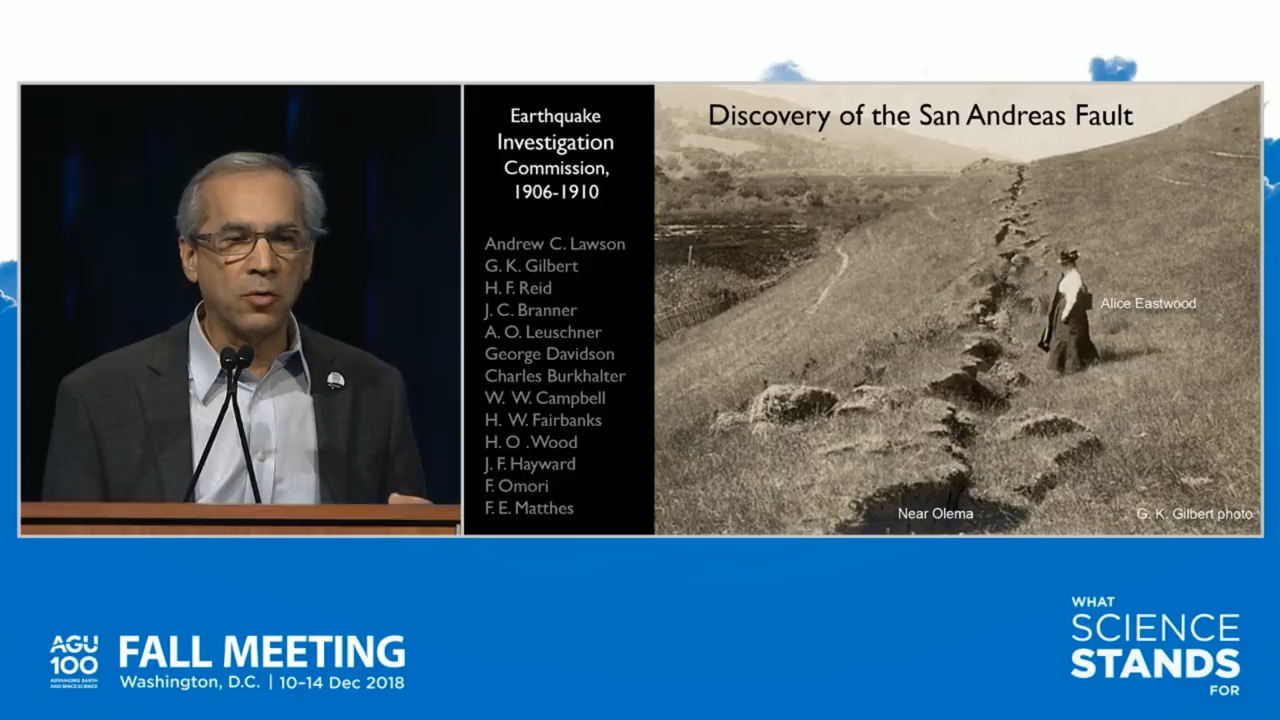 Earthquake
Investigation
Commission,
1906-1910
Andrew C. Lawson
G. K. Gilbert
H. F. Reid
J. C. Branner
A. O. Leuschner
George Davidson
Charles Burkhalter
W. W. Campbell
H. W. Fairbanks
H. O .Wood
J. F. Hayward
F. Omori
F. E. Matthes
Discovery of the San Andreas Fault
Alice Eastwood
Near Olema
G. K. Gilbert photo
AGU
100
ADVANCING EARTH
AND SPACE SCIENCE
FALL MEETING
Washington, D.C. | 10–14 Dec 2018
WHAT
SCIENCE
STANDS
FOR